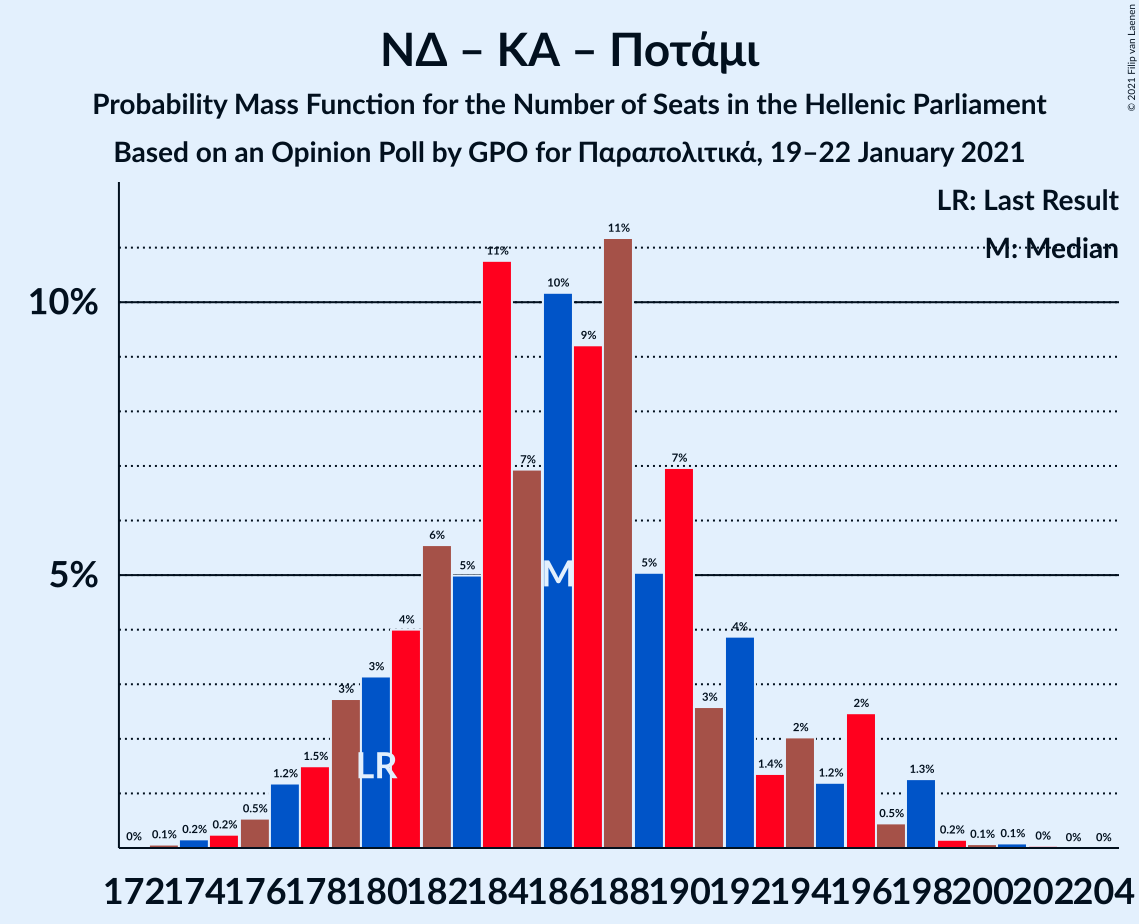 ΝΔ – ΚΑ – Ποτάμι
Probability Mass Function for the Number of Seats in the Hellenic Parliament
Based on an Opinion Poll by GPO for Παραπολιτικά, 19–22 January 2021
© 2021 Filip van Laenen
LR: Last Result
M: Median
10%
5%
0% 0.1% 0.2% 0.2% 0.5% 1.2% 1.5% 3% 3% 4% 6% 5% 11% 7% 10% 9% 11% 5% 7% 3% 4% 1.4% 2% 1.2% 2% 0.5% 1.3% 0.2% 0.1% 0.1% 0% 0% 0%
LR
M
172 174 176 178 180 182 184 186 188 190 192 194 196 198 200 202 204